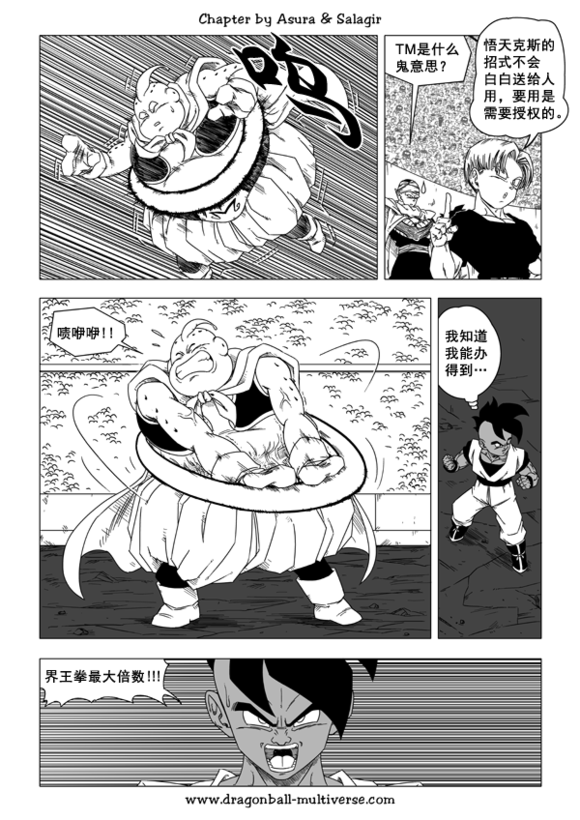 Chapter by Asura & Salagir
TM是什么
鬼意思？
悟天克斯的
招式不会
白白送给人
用，要用是
需要授权的。
啧咿咿！！
我知道
我能办
得到…
界王拳最大倍数！！！
www.dragonball-multiverse.com